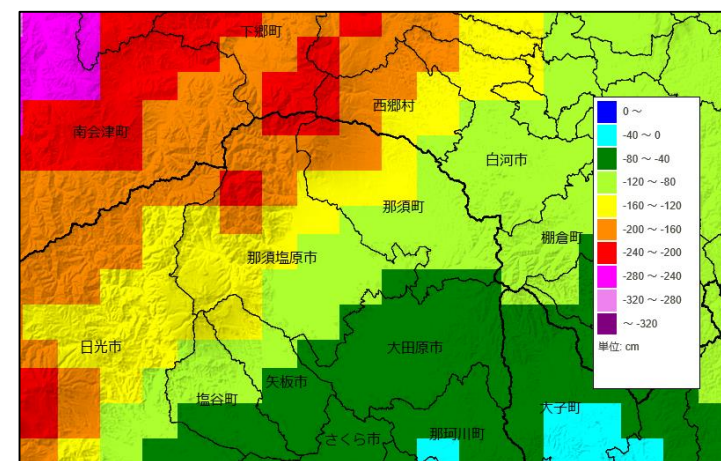 下郷町
西郷村
南会津町
白河市
那須町
棚倉町
那須塩原市
日光市
大田原市
矢板市
塩谷町
大子町
さくら市
那珂川町
0 ～
-40 ～ 0
-80 ～ -40
-120 ～ -80
-160 ～ -120
-200 ～ -160
-240 ～ -200
-280 ～ -240
-320 ～ -280
～ -320
単位: cm